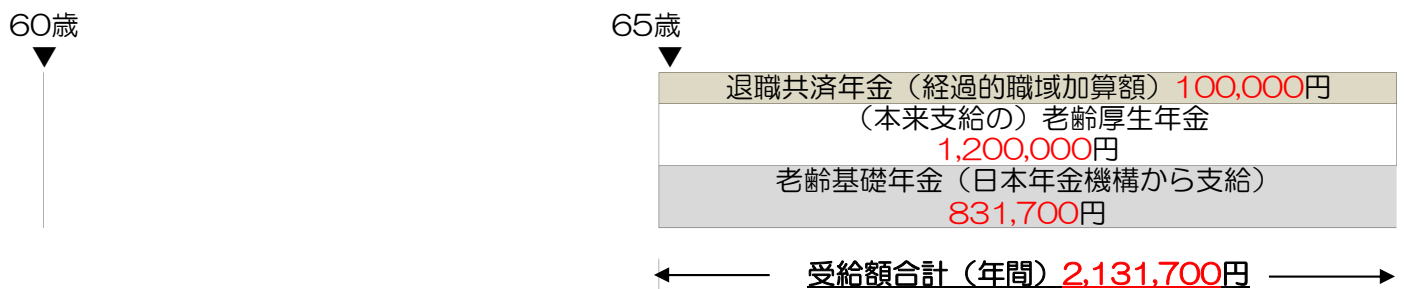 60歳
65歳
▼
▼
退職共済年金（経過的職域加算額）100,000円
（本来支給の）老齢厚生年金
1,200,000円
老齢基礎年金（日本年金機構から支給）
831,700円
受給額合計（年間）2,131,700円